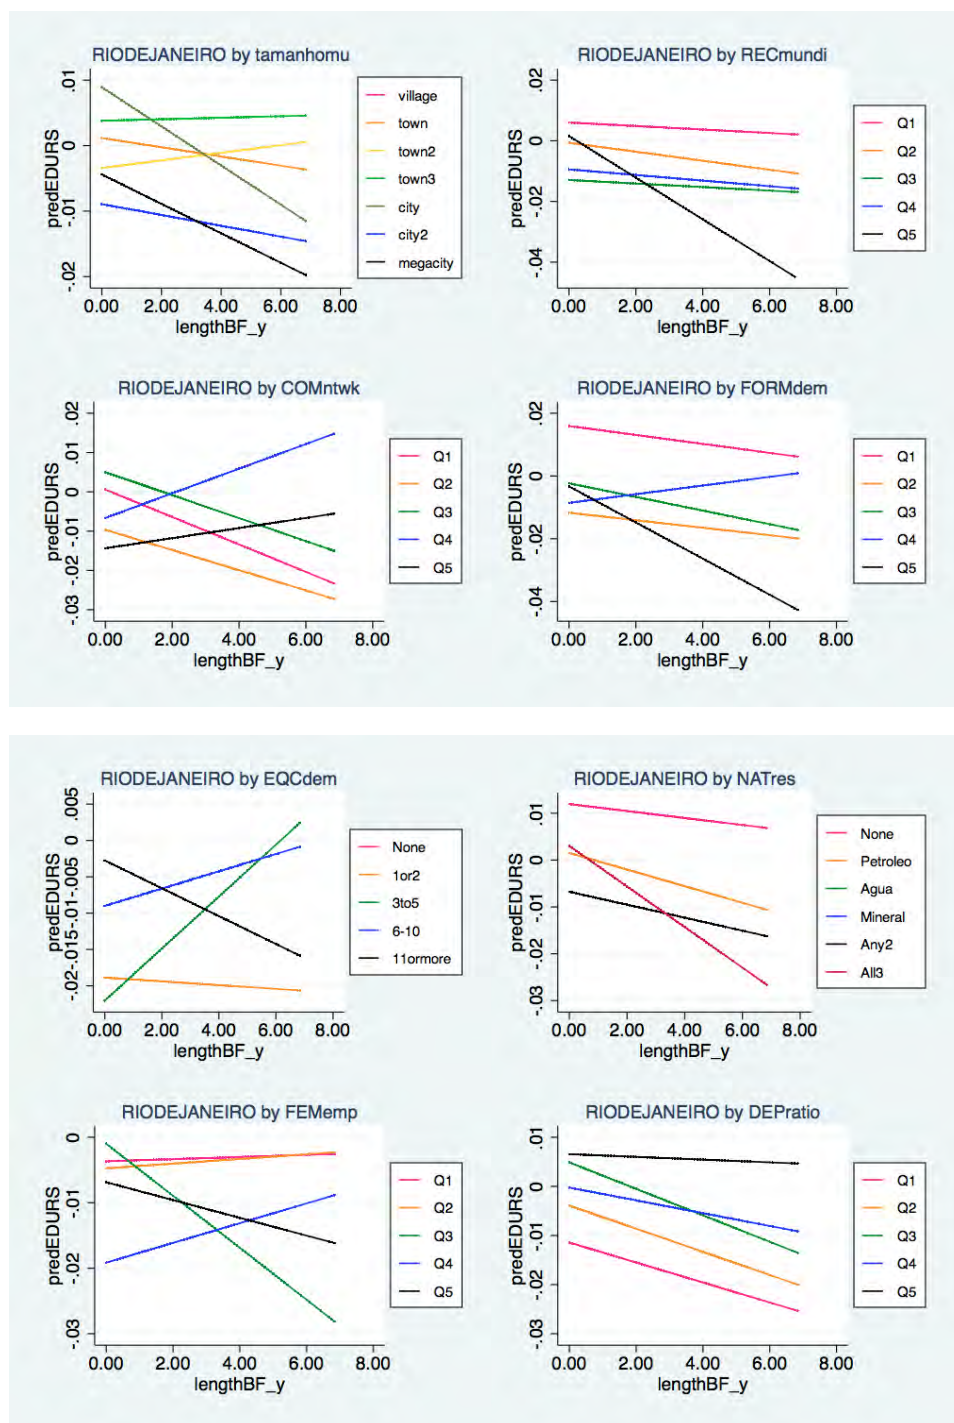 RIODEJANEIRO by tamanhomu
predEDURS
.01
0
-.01
-.02
0.00 2.00 4.00 6.00 8.00
lengthBF_y
village
town
town2
town3
city
city2
megacity
RIODEJANEIRO by RECmundi
predEDURS
.02
0
-.02
-.04
0.00 2.00 4.00 6.00 8.00
lengthBF_y
Q1
Q2
Q3
Q4
Q5
RIODEJANEIRO by COMntwk
predEDURS
.02
.01
0
-.01
-.02
-.03
0.00 2.00 4.00 6.00 8.00
lengthBF_y
Q1
Q2
Q3
Q4
Q5
RIODEJANEIRO by FORMdem
predEDURS
.02
0
-.02
-.04
0.00 2.00 4.00 6.00 8.00
lengthBF_y
Q1
Q2
Q3
Q4
Q5
RIODEJANEIRO by EQCdem
predEDURS
.005
0
-.005
-.01
-.015
-.02
0.00 2.00 4.00 6.00 8.00
lengthBF_y
None
1or2
3to5
6-10
11ormore
RIODEJANEIRO by NATres
predEDURS
.01
0
-.01
-.02
-.03
0.00 2.00 4.00 6.00 8.00
lengthBF_y
None
Petroleo
Agua
Mineral
Any2
All3
RIODEJANEIRO by FEMemp
predEDURS
0
-.01
-.02
-.03
0.00 2.00 4.00 6.00 8.00
lengthBF_y
Q1
Q2
Q3
Q4
Q5
RIODEJANEIRO by DEPratio
predEDURS
.01
0
-.01
-.02
-.03
0.00 2.00 4.00 6.00 8.00
lengthBF_y
Q1
Q2
Q3
Q4
Q5